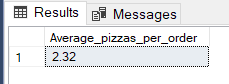 Results Messages
Average_pizzas_per_order
1 2.32